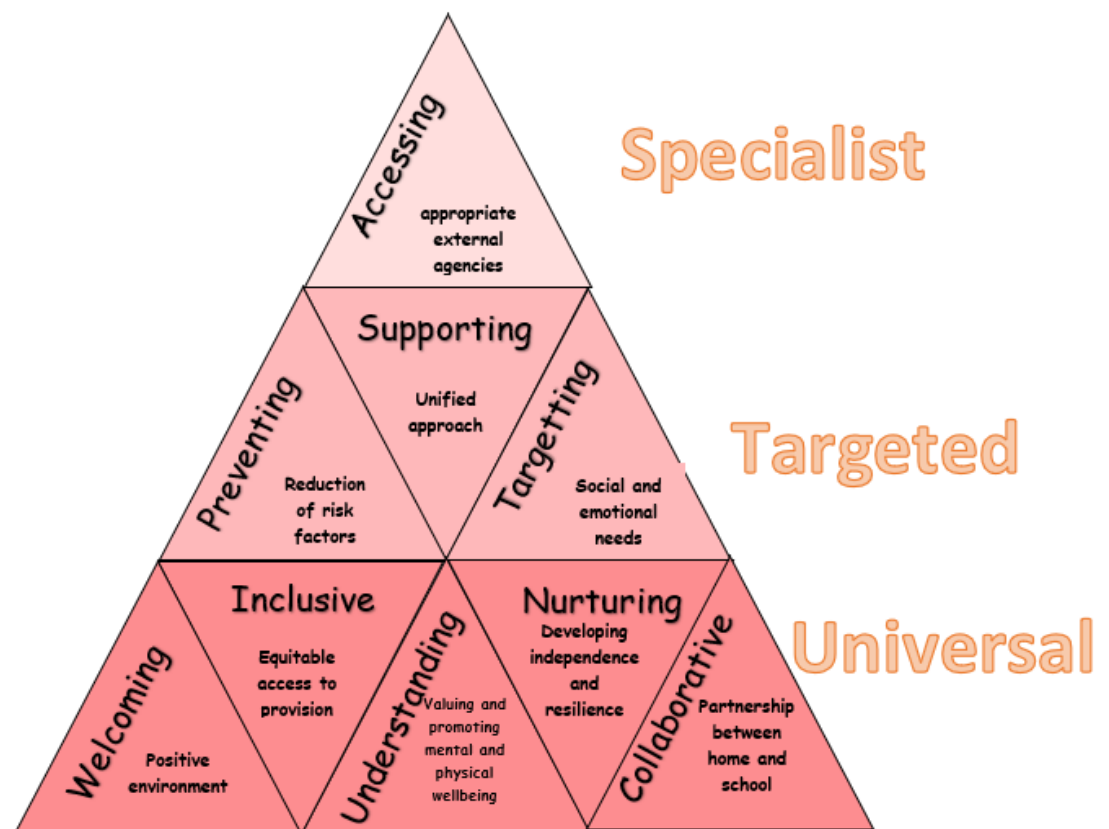 Accessing
appropriate
external
agencies
Specialist
Supporting
Unified
approach
Preventing
Reduction
of risk
factors
Targetting
Social and
emotional
needs
Targeted
Welcoming
Positive
environment
Inclusive
Equitable
access to
provision
Understanding
Valuing and
promoting
mental and
physical
wellbeing
Nurturing
Developing
independence
and
resilience
Collaborative
Partnership
between
home and
school
Universal